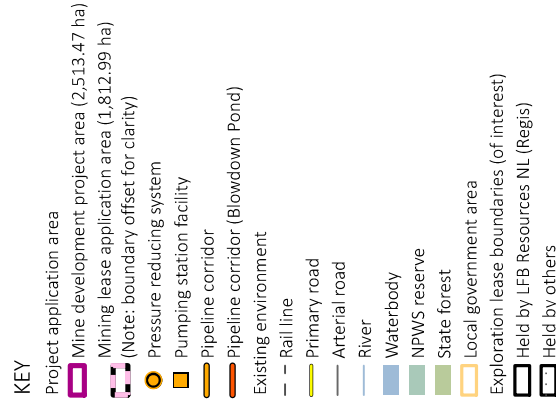 KEY
Project application area
Mine development project area (2,513.47 ha)
Mining lease application area (1,812.99 ha)
(Note: boundary offset for clarity)
Pressure reducing system
Pumping station facility
Pipeline corridor
Pipeline corridor (Blowdown Pond)
Existing environment
Rail line
Primary road
Arterial road
River
Waterbody
NPWS reserve
State forest
Local government area
Exploration lease boundaries (of interest)
Held by LFB Resources NL (Regis)
Held by others